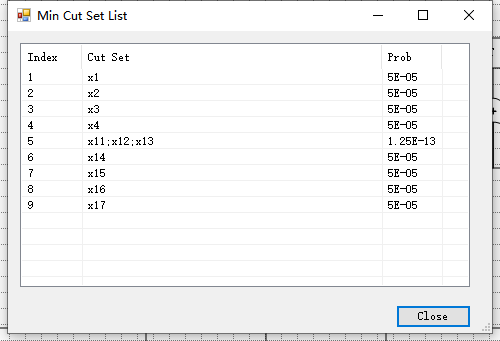 Min Cut Set List
Index Cut Set Prob
1 x1 5E-05
2 x2 5E-05
3 x3 5E-05
4 x4 5E-05
5 x11;x12;x13 1.25E-13
6 x14 5E-05
7 x15 5E-05
8 x16 5E-05
9 x17 5E-05
Close